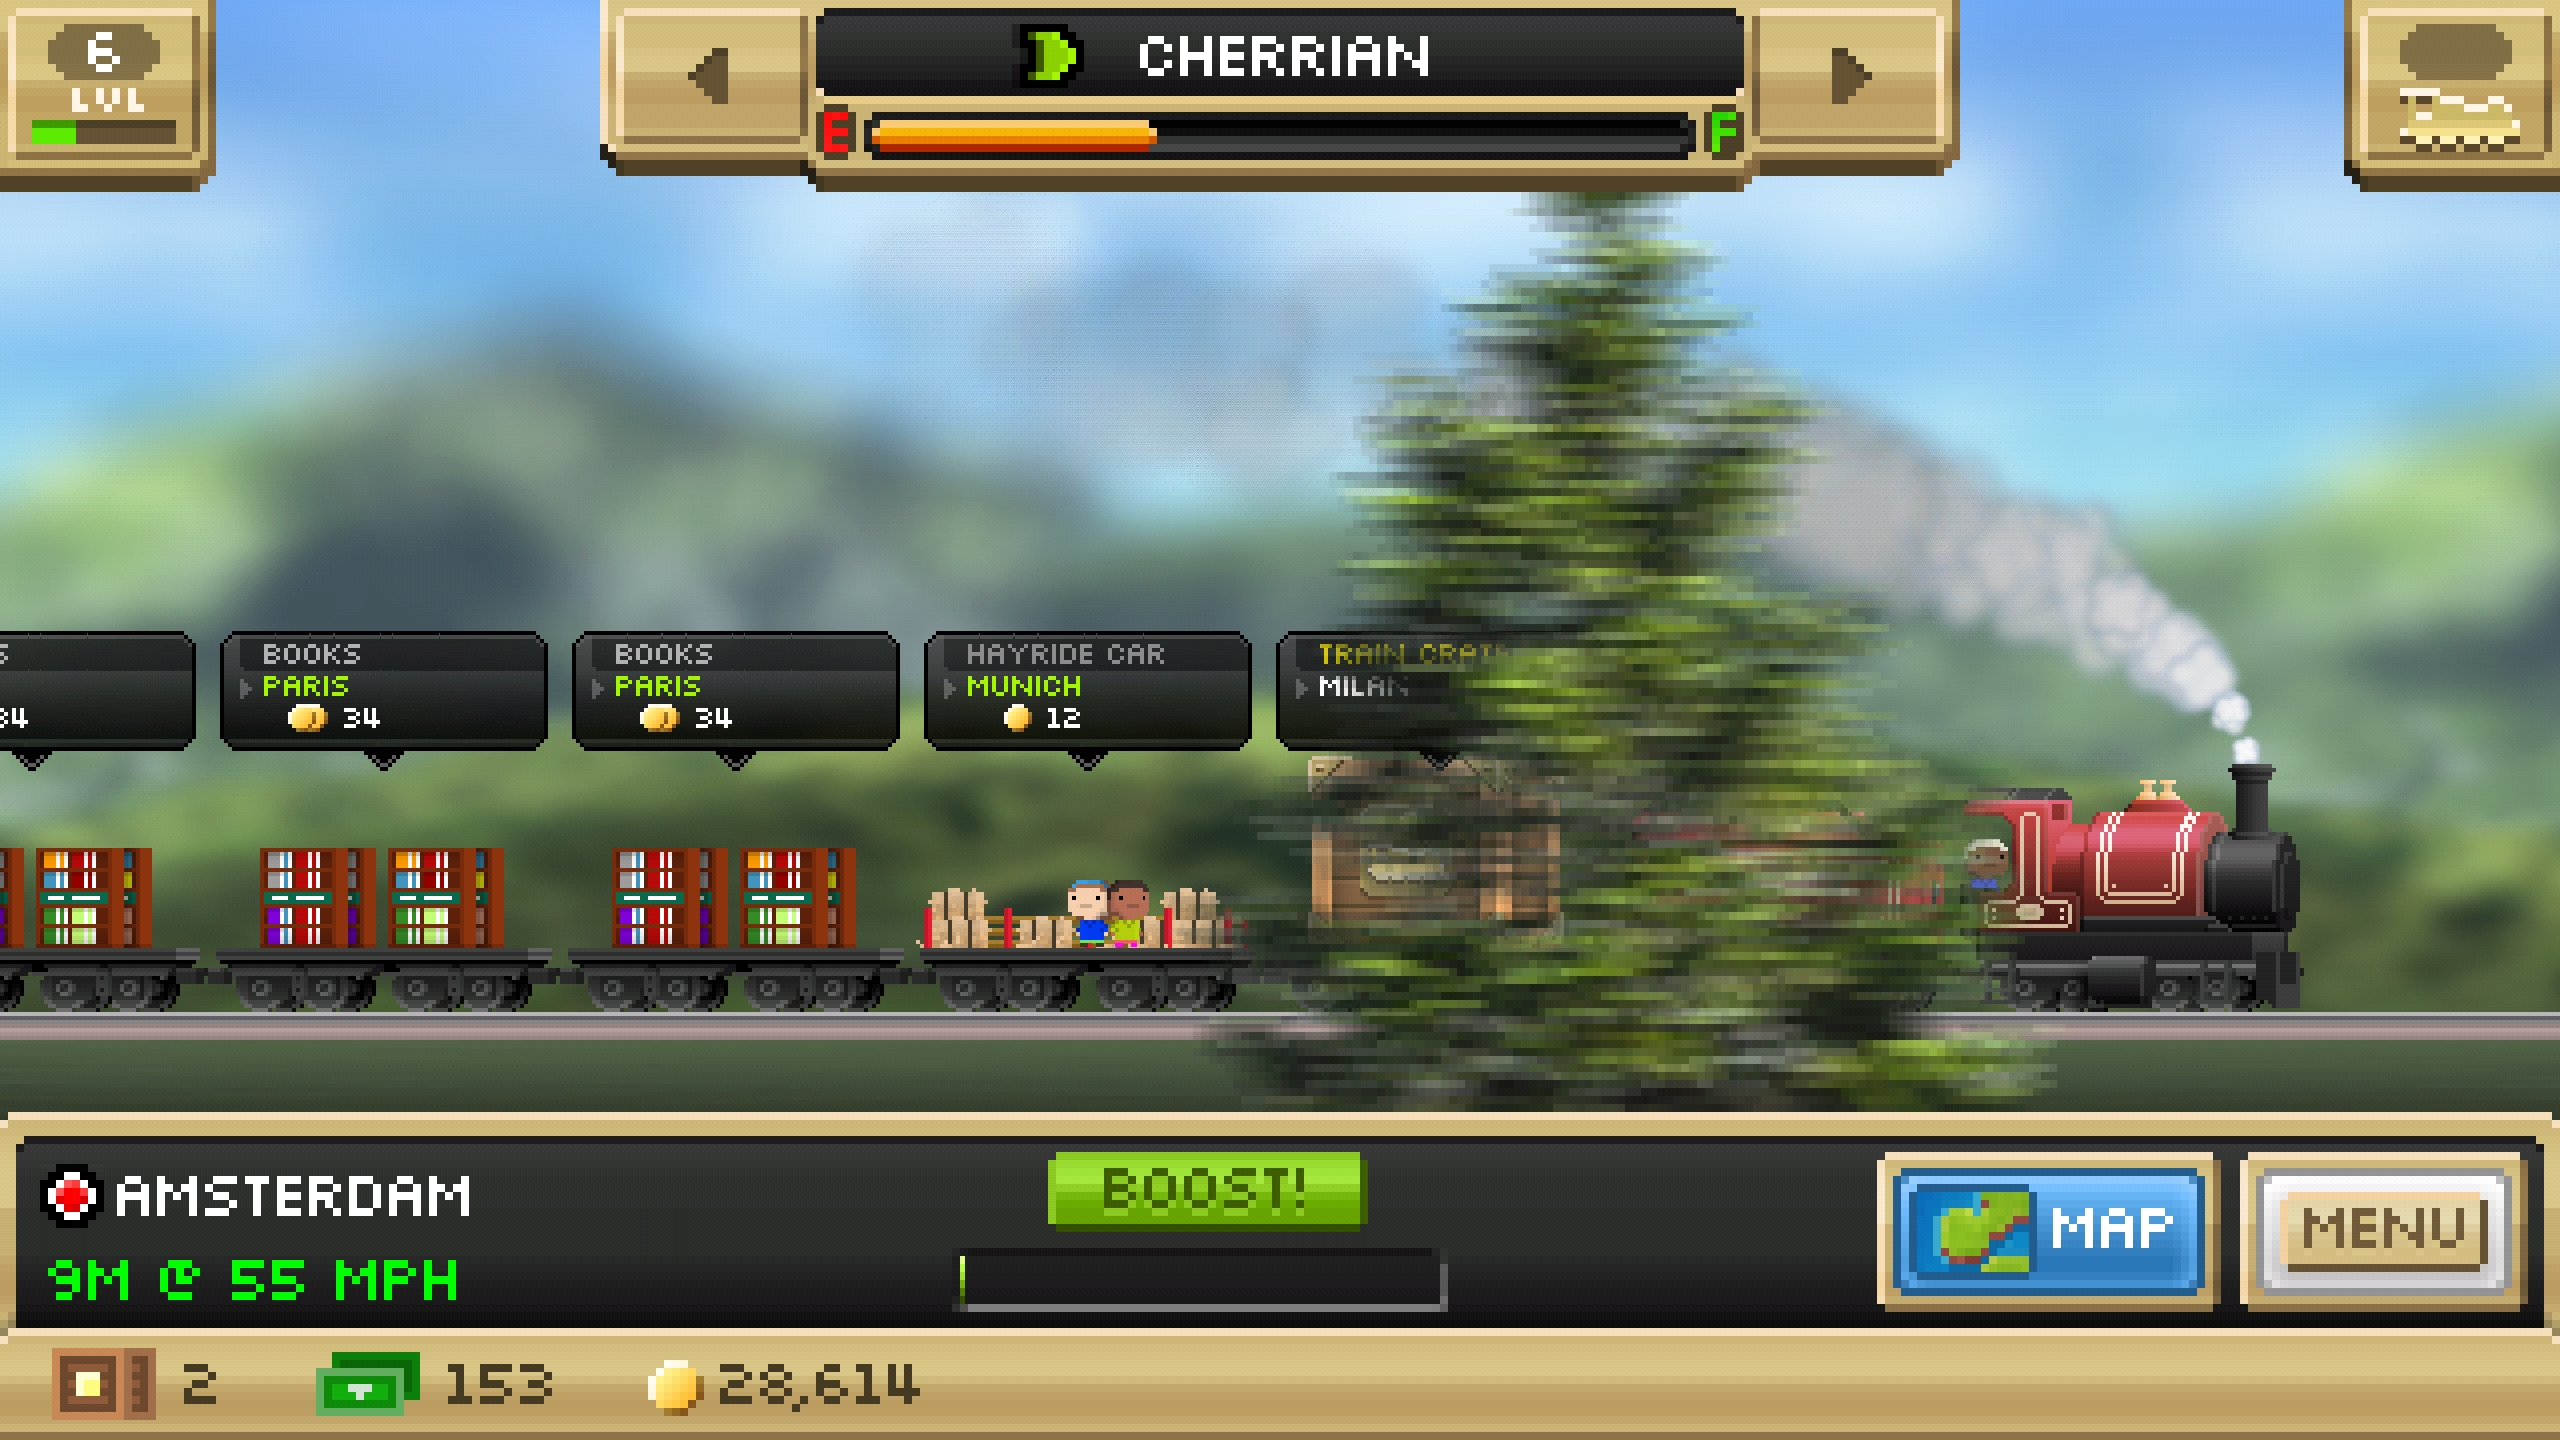 6
LVL
CHERRIAN
E F
S
BOOKS
BOOKS
HAYRIDE CAR
TRAIN
PARIS
PARIS
MUNICH
MILAN
34
34
34
12
AMSTERDAM
BOOST!
MAP
MENU
9M @ 55 MPH
2
153
28,614